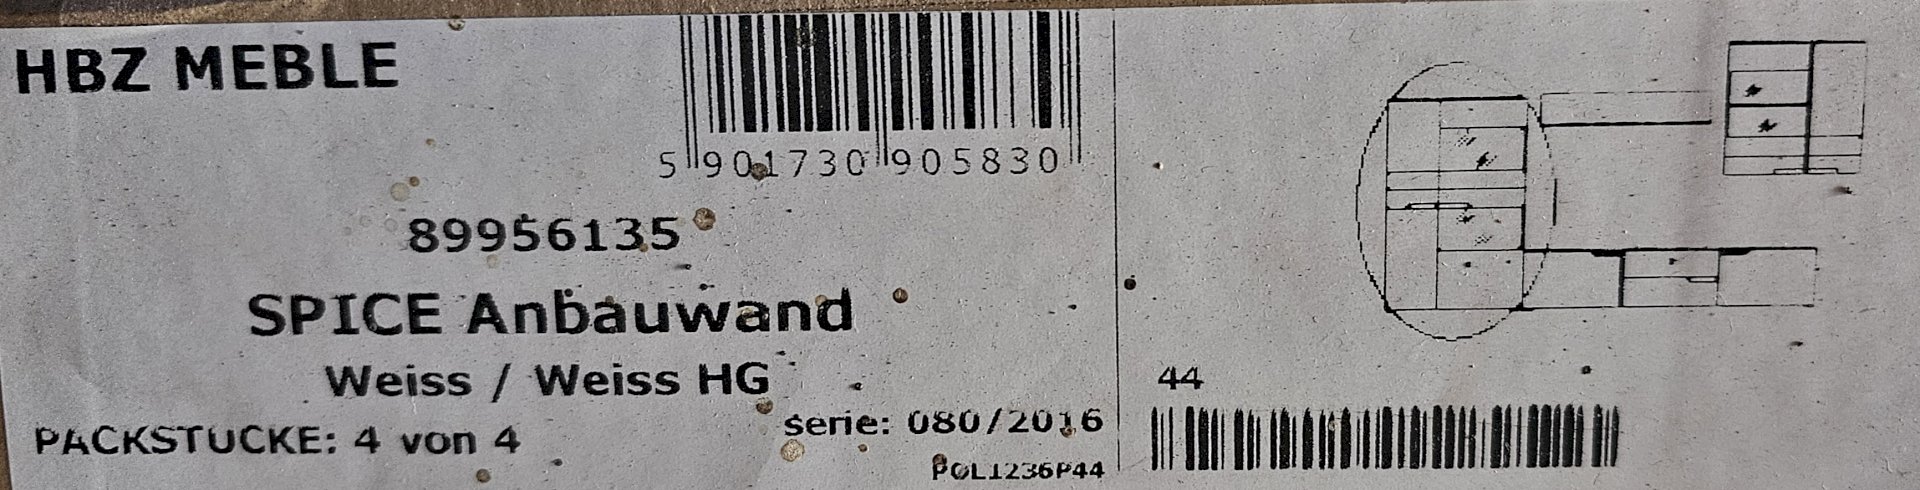 HBZ MEBLE
5 901730 905830
89956135
SPICE Anbauwand
Weiss / Weiss HG
PACKSTUCKE: 4 von 4
serie: 080/2016
POL1236P44
44